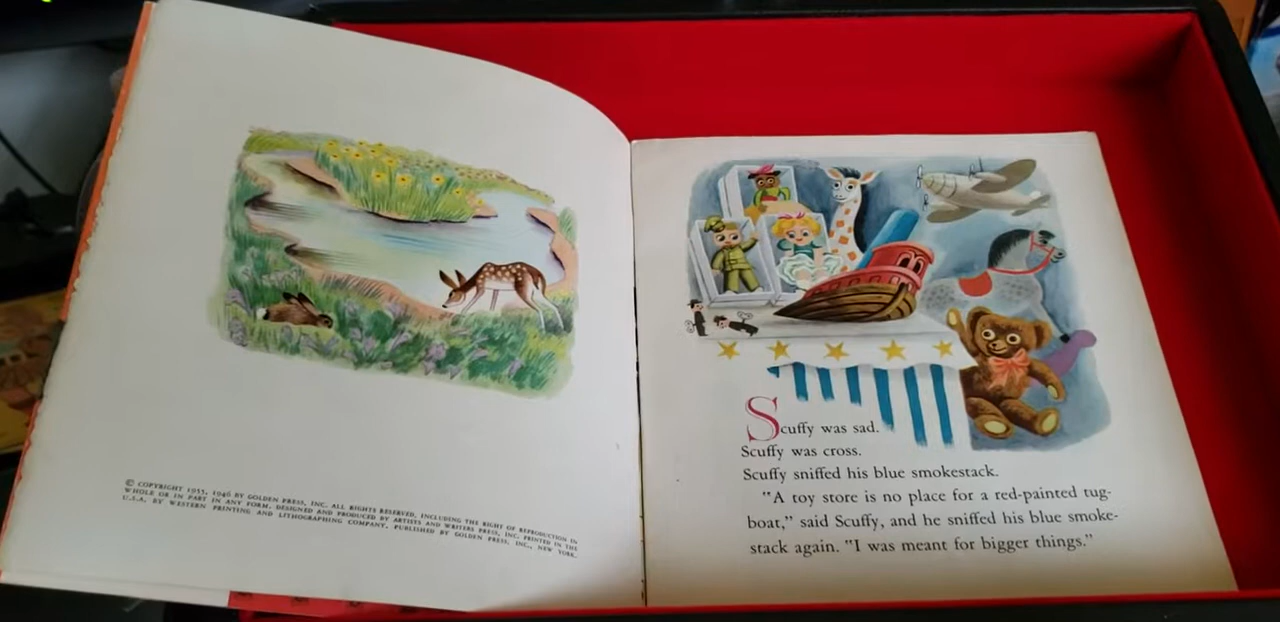 © COPYRIGHT 1955, 1946 BY GOLDEN PRESS, INC. ALL RIGHTS RESERVED, INCLUDING THE RIGHT OF REPRODUCTION IN
WHOLE OR IN PART IN ANY FORM. DESIGNED AND PRODUCED BY ARTISTS AND WRITERS PRESS, INC. PRINTED IN THE
U.S.A. BY WESTERN PRINTING AND LITHOGRAPHING COMPANY. PUBLISHED BY GOLDEN PRESS, INC., NEW YORK.
Scuffy was sad.
Scuffy was cross.
Scuffy sniffed his blue smokestack.
"A toy store is no place for a red-painted tug-
boat," said Scuffy, and he sniffed his blue smoke-
stack again. "I was meant for bigger things."